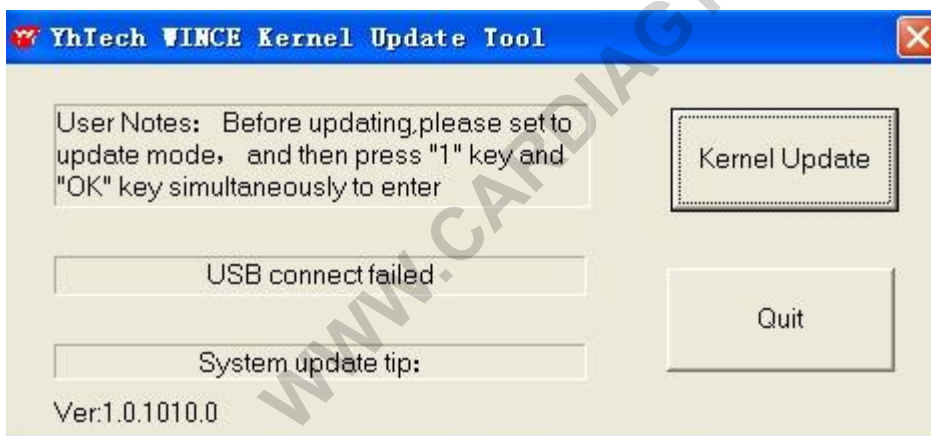 YhTech WINCE Kernel Update Tool
User Notes： Before updating,please set to
update mode， and then press "1" key and
"OK" key simultaneously to enter
Kernel Update
USB connect failed
Quit
System update tip：
Ver:1.0.1010.0
WWW.CARDIAGT